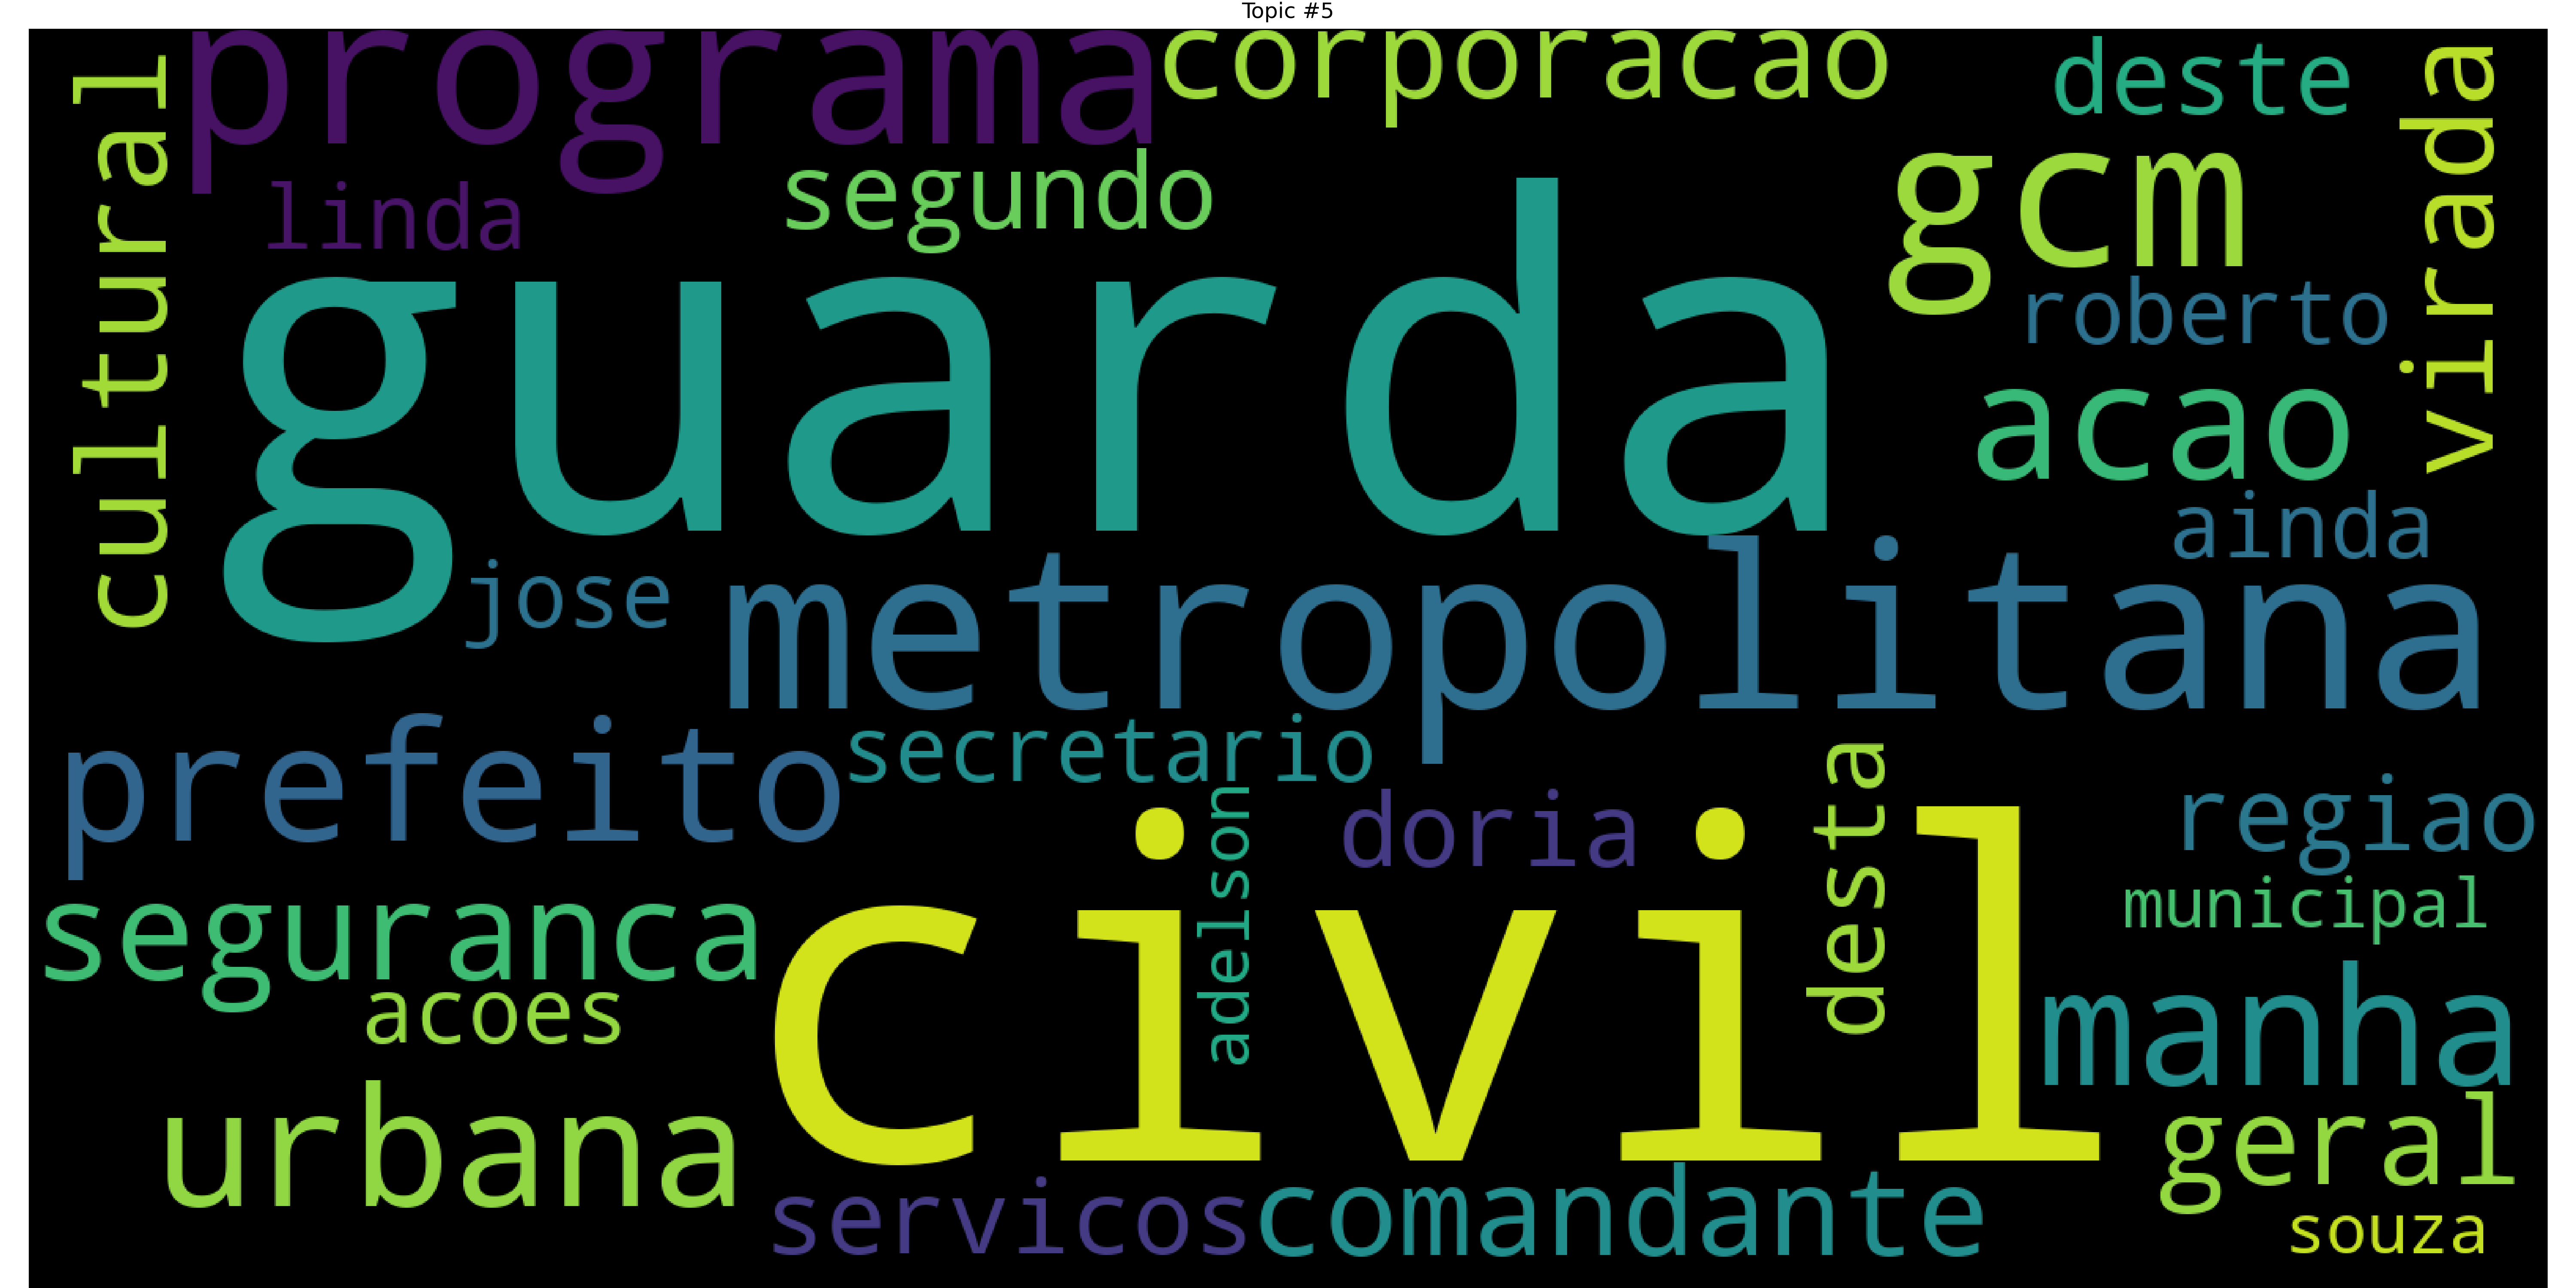 Topic #5
programa
corporacao
deste
cultural
virada
linda
segundo
gcm
guarda
roberto
acao
ainda
jose
metropolitana
prefeito
secretario
desta
regiao
adelson
doria
seguranca
civil
municipal
acoes
manha
urbana
geral
servicos
comandante
souza